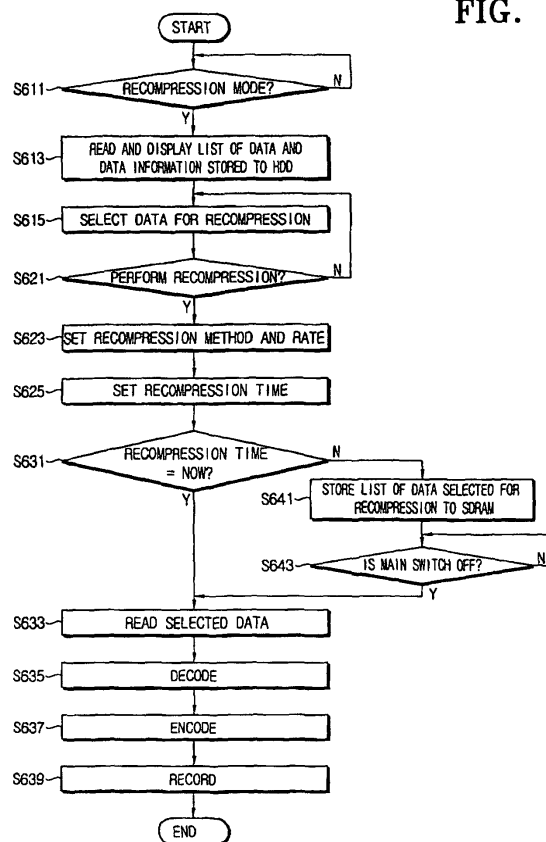 FIG.
START
S611
RECOMPRESSION MODE?
N
Y
S613
READ AND DISPLAY LIST OF DATA AND
DATA INFORMATION STORED TO HDD
S615
SELECT DATA FOR RECOMPRESSION
S621
PERFORM RECOMPRESSION?
N
Y
S623
SET RECOMPRESSION METHOD AND RATE
S625
SET RECOMPRESSION TIME
S631
RECOMPRESSION TIME
= NOW?
N
Y
S641
STORE LIST OF DATA SELECTED FOR
RECOMPRESSION TO SDRAM
S643
IS MAIN SWITCH OFF?
N
Y
S633
READ SELECTED DATA
S635
DECODE
S637
ENCODE
S639
RECORD
END